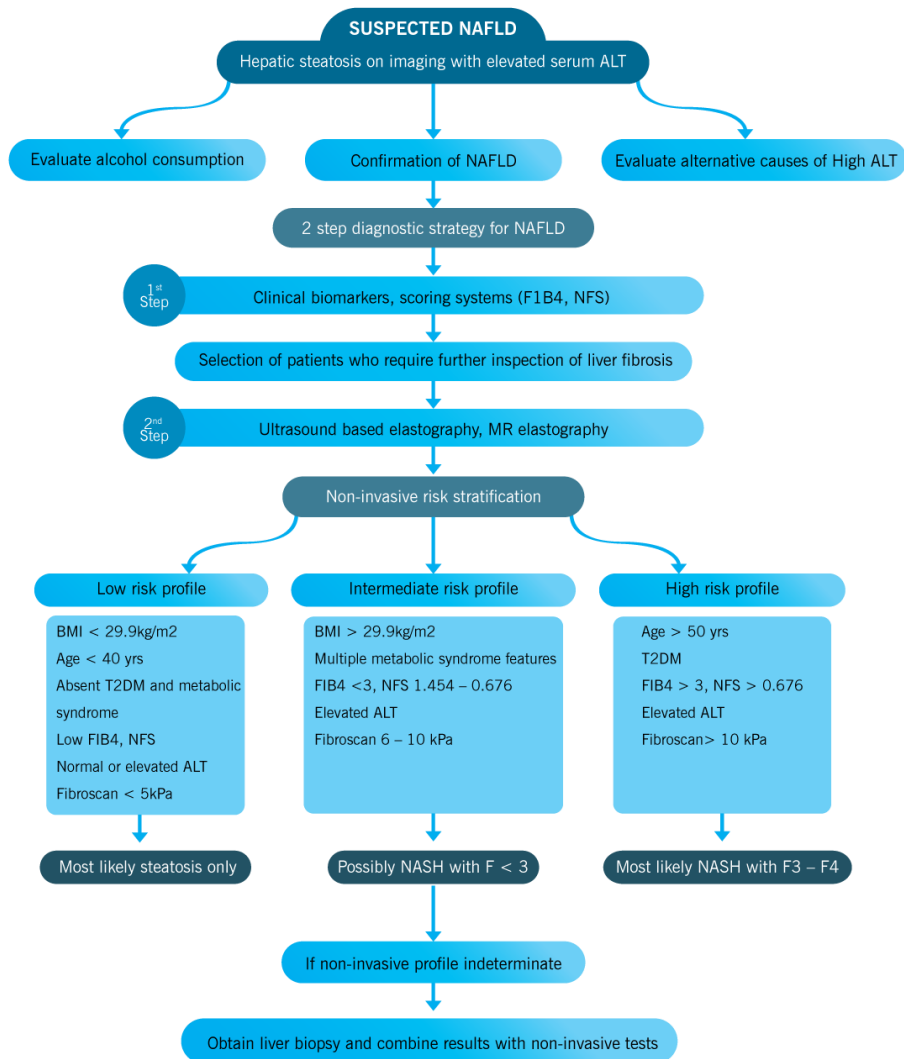 SUSPECTED NAFLD
Hepatic steatosis on imaging with elevated serum ALT
Evaluate alcohol consumption
Confirmation of NAFLD
Evaluate alternative causes of High ALT
2 step diagnostic strategy for NAFLD
1st
Step
Clinical biomarkers, scoring systems (F1B4, NFS)
Selection of patients who require further inspection of liver fibrosis
2nd
Step
Ultrasound based elastography, MR elastography
Non-invasive risk stratification
Low risk profile
BMI < 29.9kg/m2
Age < 40 yrs
Absent T2DM and metabolic
syndrome
Low FIB4, NFS
Normal or elevated ALT
Fibroscan < 5kPa
Most likely steatosis only
Intermediate risk profile
BMI > 29.9kg/m2
Multiple metabolic syndrome features
FIB4 <3, NFS 1.454 – 0.676
Elevated ALT
Fibroscan 6 – 10 kPa
Possibly NASH with F < 3
High risk profile
Age > 50 yrs
T2DM
FIB4 > 3, NFS > 0.676
Elevated ALT
Fibroscan> 10 kPa
Most likely NASH with F3 – F4
If non-invasive profile indeterminate
Obtain liver biopsy and combine results with non-invasive tests